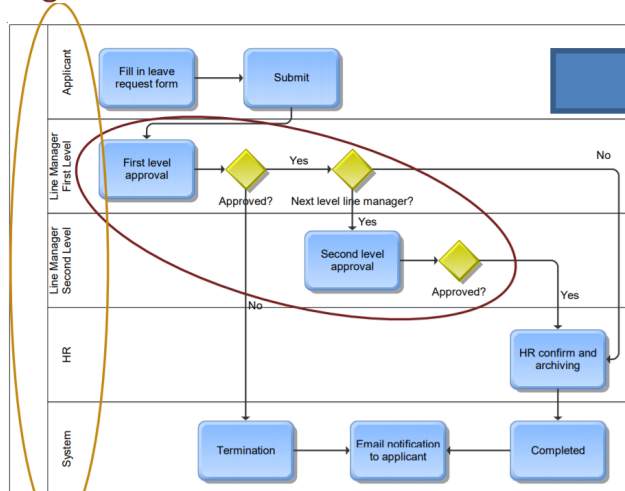 Applicant
Fill in leave
request form
Submit
Line Manager
First Level
First level
approval
Approved?
Yes
Next level line manager?
No
Line Manager
Second Level
Yes
Second level
approval
Approved?
Yes
No
HR
HR confirm and
archiving
System
Termination
Email notification
to applicant
Completed